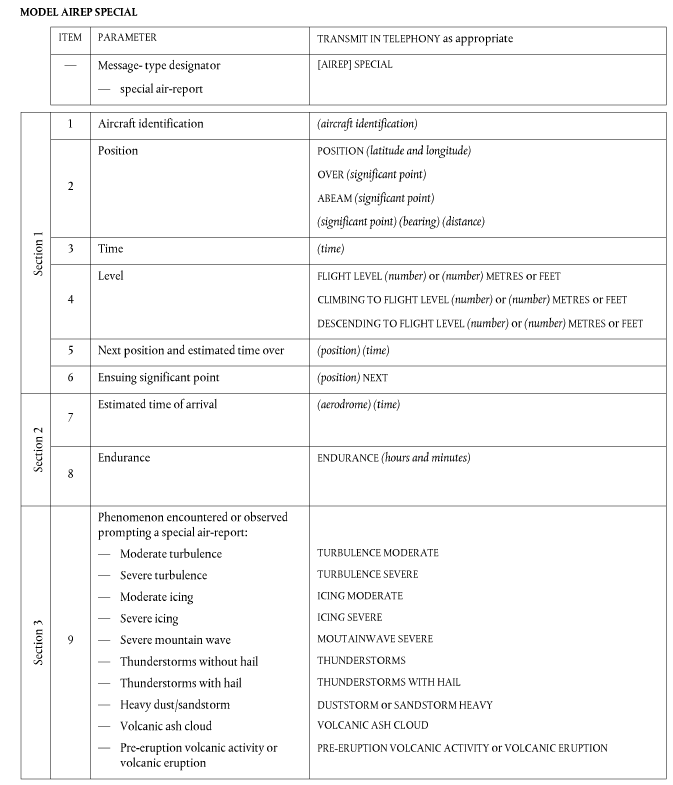 MODEL AIREP SPECIAL
ITEM PARAMETER TRANSMIT IN TELEPHONY as appropriate
— Message- type designator [AIREP] SPECIAL
— special air-report
Section 1
1 Aircraft identification (aircraft identification)
2 Position POSITION (latitude and longitude)
OVER (significant point)
ABEAM (significant point)
(significant point) (bearing) (distance)
3 Time (time)
4 Level FLIGHT LEVEL (number) or (number) METRES or FEET
CLIMBING TO FLIGHT LEVEL (number) or (number) METRES or FEET
DESCENDING TO FLIGHT LEVEL (number) or (number) METRES or FEET
5 Next position and estimated time over (position) (time)
6 Ensuing significant point (position) NEXT
Section 2
7 Estimated time of arrival (aerodrome) (time)
8 Endurance ENDURANCE (hours and minutes)
Section 3
9 Phenomenon encountered or observed
prompting a special air-report:
— Moderate turbulence TURBULENCE MODERATE
— Severe turbulence TURBULENCE SEVERE
— Moderate icing ICING MODERATE
— Severe icing ICING SEVERE
— Severe mountain wave MOUTAINWAVE SEVERE
— Thunderstorms without hail THUNDERSTORMS
— Thunderstorms with hail THUNDERSTORMS WITH HAIL
— Heavy dust/sandstorm DUSTSTORM or SANDSTORM HEAVY
— Volcanic ash cloud VOLCANIC ASH CLOUD
— Pre-eruption volcanic activity or PRE-ERUPTION VOLCANIC ACTIVITY or VOLCANIC ERUPTION
volcanic eruption